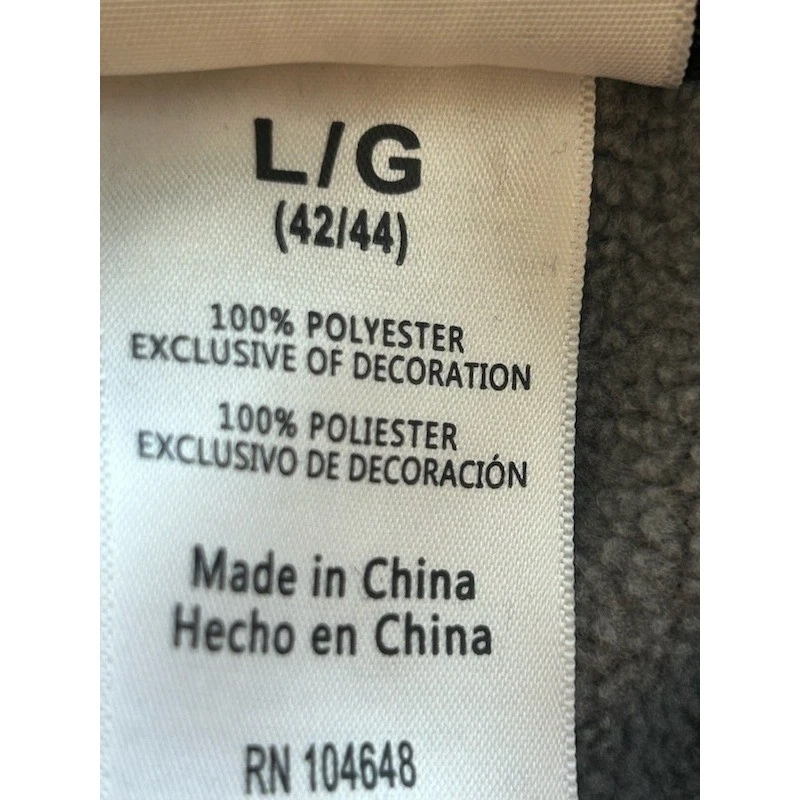 L/G
(42/44)
100% POLYESTER
EXCLUSIVE OF DECORATION
100% POLIESTER
EXCLUSIVO DE DECORACIÓN
Made in China
Hecho en China
RN 104648